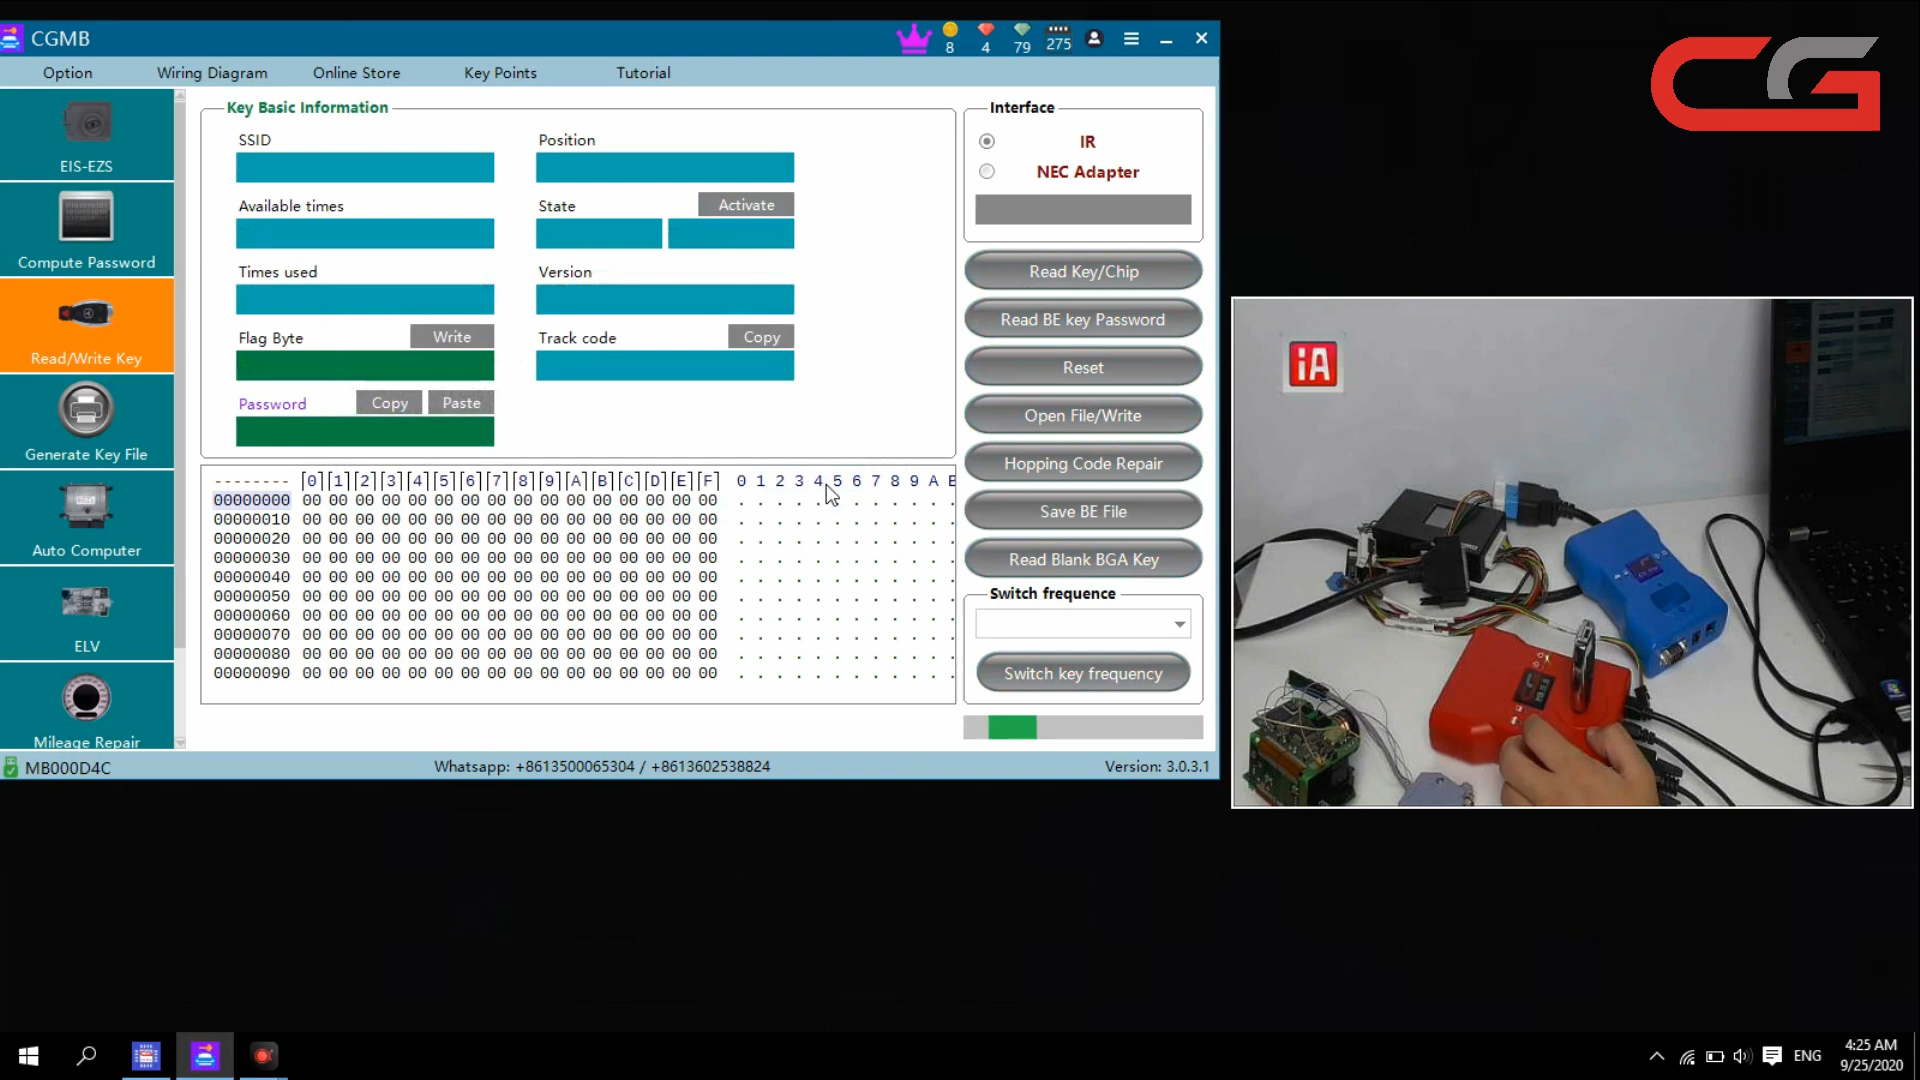 CGMB
8
4
79
275
Option
Wiring Diagram
Online Store
Key Points
Tutorial
EIS-EZS
Compute Password
Read/Write Key
Generate Key File
Auto Computer
ELV
Mileage Repair
Key Basic Information
SSID
Position
Available times
State
Activate
Times used
Version
Flag Byte
Write
Track code
Copy
Password
Copy
Paste
-------- [0][1][2][3][4][5][6][7][8][9][A][B][C][D][E][F] 0 1 2 3 4 5 6 7 8 9 A B
00000000 00 00 00 00 00 00 00 00 00 00 00 00 00 00 00 00 . . . . . . . . . . . .
00000010 00 00 00 00 00 00 00 00 00 00 00 00 00 00 00 00 . . . . . . . . . . . .
00000020 00 00 00 00 00 00 00 00 00 00 00 00 00 00 00 00 . . . . . . . . . . . .
00000030 00 00 00 00 00 00 00 00 00 00 00 00 00 00 00 00 . . . . . . . . . . . .
00000040 00 00 00 00 00 00 00 00 00 00 00 00 00 00 00 00 . . . . . . . . . . . .
00000050 00 00 00 00 00 00 00 00 00 00 00 00 00 00 00 00 . . . . . . . . . . . .
00000060 00 00 00 00 00 00 00 00 00 00 00 00 00 00 00 00 . . . . . . . . . . . .
00000070 00 00 00 00 00 00 00 00 00 00 00 00 00 00 00 00 . . . . . . . . . . . .
00000080 00 00 00 00 00 00 00 00 00 00 00 00 00 00 00 00 . . . . . . . . . . . .
00000090 00 00 00 00 00 00 00 00 00 00 00 00 00 00 00 00 . . . . . . . . . . . .
Interface
IR
NEC Adapter
Read Key/Chip
Read BE key Password
Reset
Open File/Write
Hopping Code Repair
Save BE File
Read Blank BGA Key
Switch frequence
Switch key frequency
MB000D4C
Whatsapp: +8613500065304 / +8613602538824
Version: 3.0.3.1
CG
iA
ENG
4:25 AM
9/25/2020